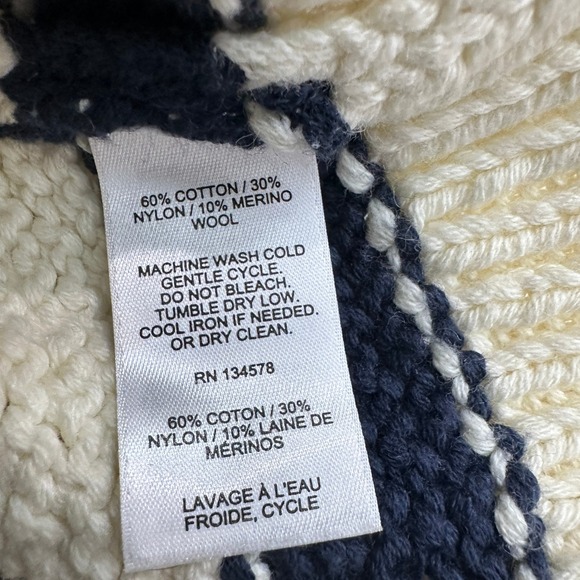 60% COTTON / 30%
NYLON / 10% MERINO
WOOL
MACHINE WASH COLD
GENTLE CYCLE.
DO NOT BLEACH.
TUMBLE DRY LOW.
COOL IRON IF NEEDED.
OR DRY CLEAN.
RN 134578
60% COTON / 30%
NYLON / 10% LAINE DE
MÉRINOS
LAVAGE À L'EAU
FROIDE, CYCLE